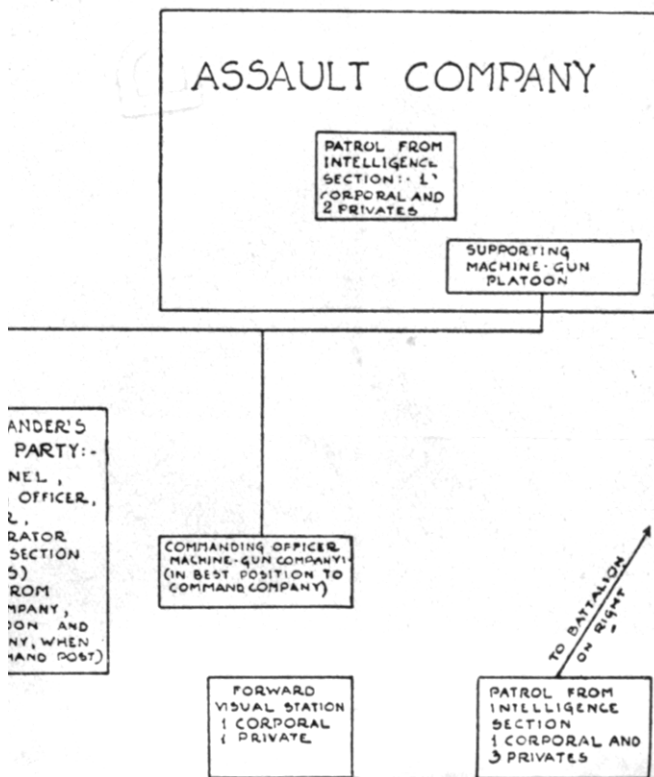 ASSAULT COMPANY
PATROL FROM
INTELLIGENCE
SECTION:- 1
CORPORAL AND
2 PRIVATES
SUPPORTING
MACHINE-GUN
PLATOON
ANDER'S
PARTY:-
NEL,
OFFICER,
R,
RATOR
SECTION
S)
FROM
MPANY,
OON AND
NY, WHEN
MAND POST)
COMMANDING OFFICER
MACHINE-GUN COMPANY:-
(IN BEST POSITION TO
COMMAND COMPANY)
TO BATTALION
ON RIGHT
FORWARD
VISUAL STATION
1 CORPORAL
1 PRIVATE
PATROL FROM
INTELLIGENCE
SECTION
1 CORPORAL AND
3 PRIVATES